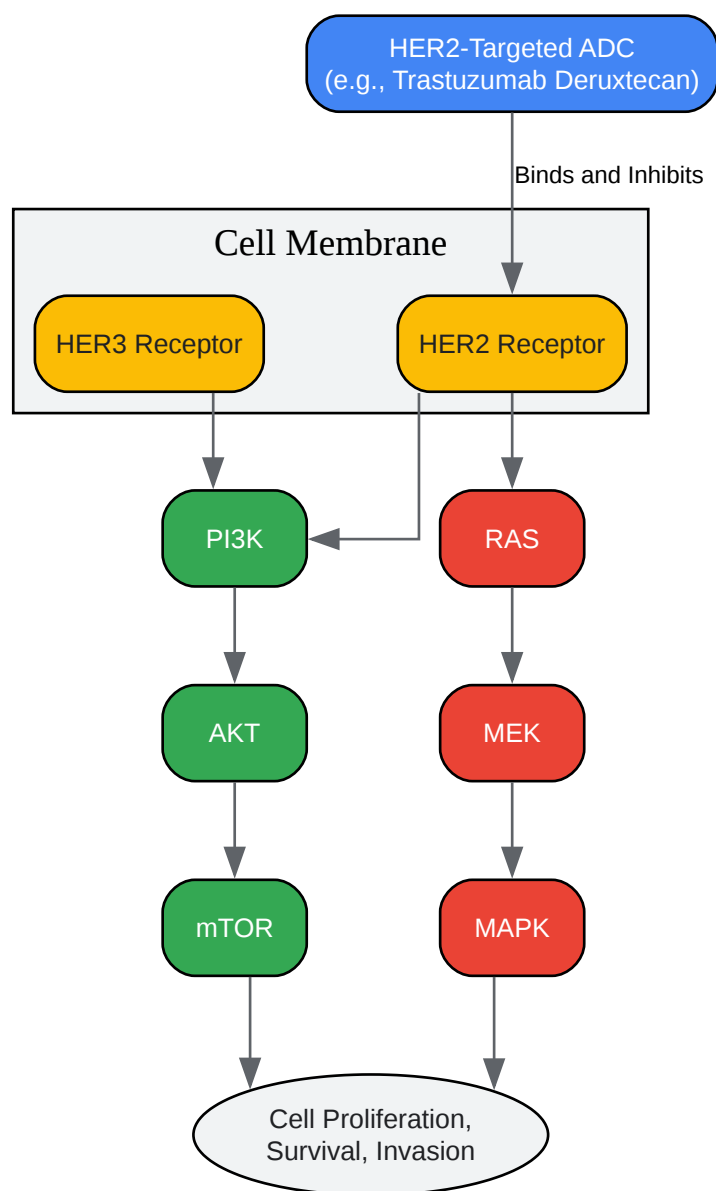 HER2-Targeted ADC
(e.g., Trastuzumab Deruxtecan)
Binds and Inhibits
Cell Membrane
HER3 Receptor
HER2 Receptor
PI3K
RAS
AKT
MEK
mTOR
MAPK
Cell Proliferation,
Survival, Invasion